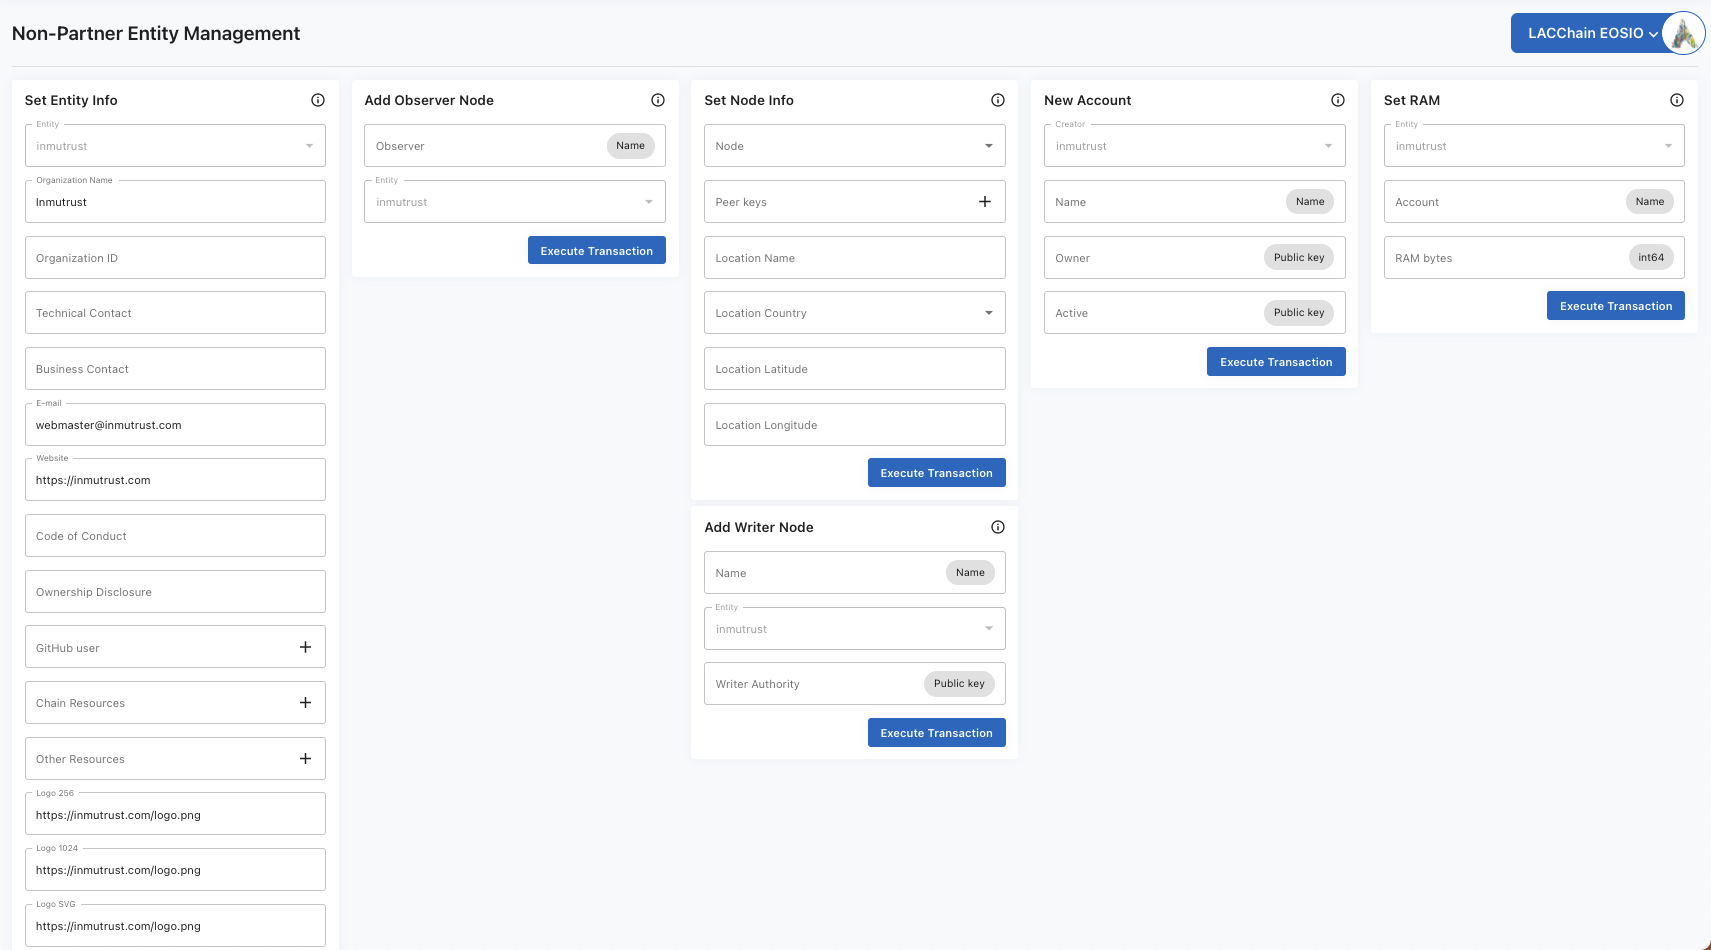 Non-Partner Entity Management
LACChain EOSIO
Set Entity Info
Entity
inmutrust
Organization Name
Inmutrust
Organization ID
Technical Contact
Business Contact
E-mail
webmaster@inmutrust.com
Website
https://inmutrust.com
Code of Conduct
Ownership Disclosure
GitHub user
Chain Resources
Other Resources
Logo 256
https://inmutrust.com/logo.png
Logo 1024
https://inmutrust.com/logo.png
Logo SVG
https://inmutrust.com/logo.png
Add Observer Node
Observer Name
Entity
inmutrust
Execute Transaction
Set Node Info
Node
Peer keys
Location Name
Location Country
Location Latitude
Location Longitude
Execute Transaction
Add Writer Node
Name Name
Entity
inmutrust
Writer Authority Public key
Execute Transaction
New Account
Creator
inmutrust
Name Name
Owner Public key
Active Public key
Execute Transaction
Set RAM
Entity
inmutrust
Account Name
RAM bytes int64
Execute Transaction